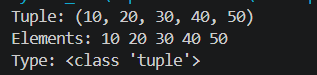 Tuple: (10, 20, 30, 40, 50)
Elements: 10 20 30 40 50
Type: <class 'tuple'>